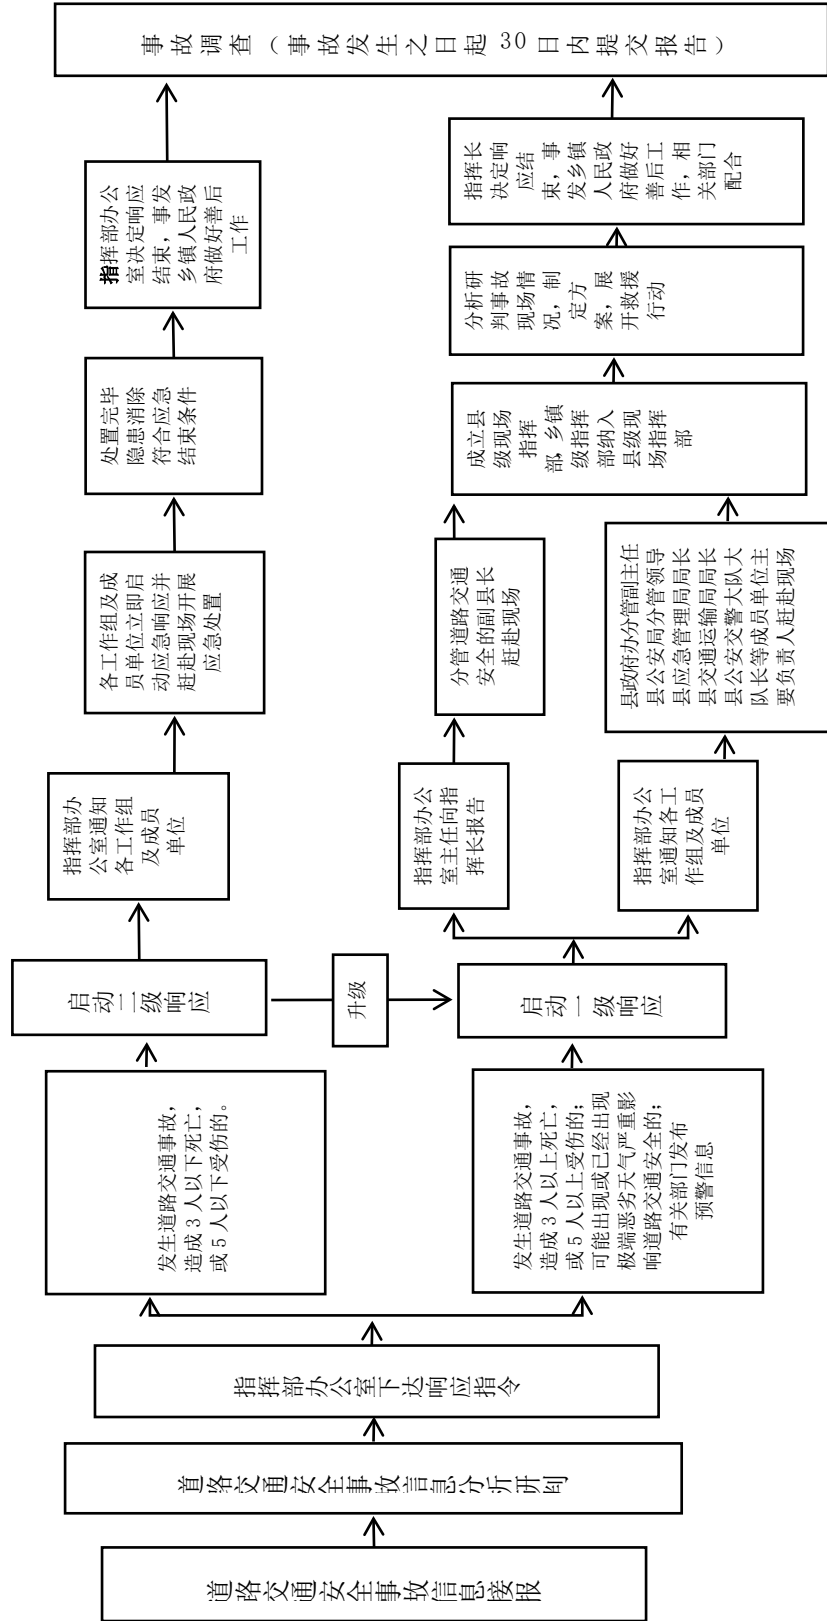 道路交通安全事故信息接报
道路交通安全事故信息分析研判
指挥部办公室下达响应指令
发生道路交通事故，
造成 3 人以下死亡，
或 5 人以下受伤的。
启动二级响应
指挥部办
公室通知
各工作组
及成员
单位
各工作组及成
员单位立即启
动应急响应并
赶赴现场开展
应急处置
处置完毕
隐患消除
符合应急
结束条件
指挥部办公
室决定响应
结束，事发
乡镇人民政
府做好善后
工作
升级
发生道路交通事故，
造成 3 人以上死亡，
或 5 人以上受伤的；
可能出现或已经出现
极端恶劣天气严重影
响道路交通安全的；
有关部门发布
预警信息
启动一级响应
指挥部办公
室主任向指
挥长报告
分管道路交通
安全的副县长
赶赴现场
指挥部办公
室通知各工
作组及成员
单位
县政府办分管副主任
县公安局分管领导
县应急管理局局长
县交通运输局局长
县公安交警大队大
队长等成员单位主
要负责人赶赴现场
成立县
级现场
指挥
部，乡镇
级指挥
部纳入
县级现
场指挥
部
分析研
判事故
现场情
况，制
定方
案，展
开救援
行动
指挥长
决定响
应结
束，事
发乡镇
人民政
府做好
善后工
作，相
关部门
配合
事故调查（事故发生之日起 30 日内提交报告）